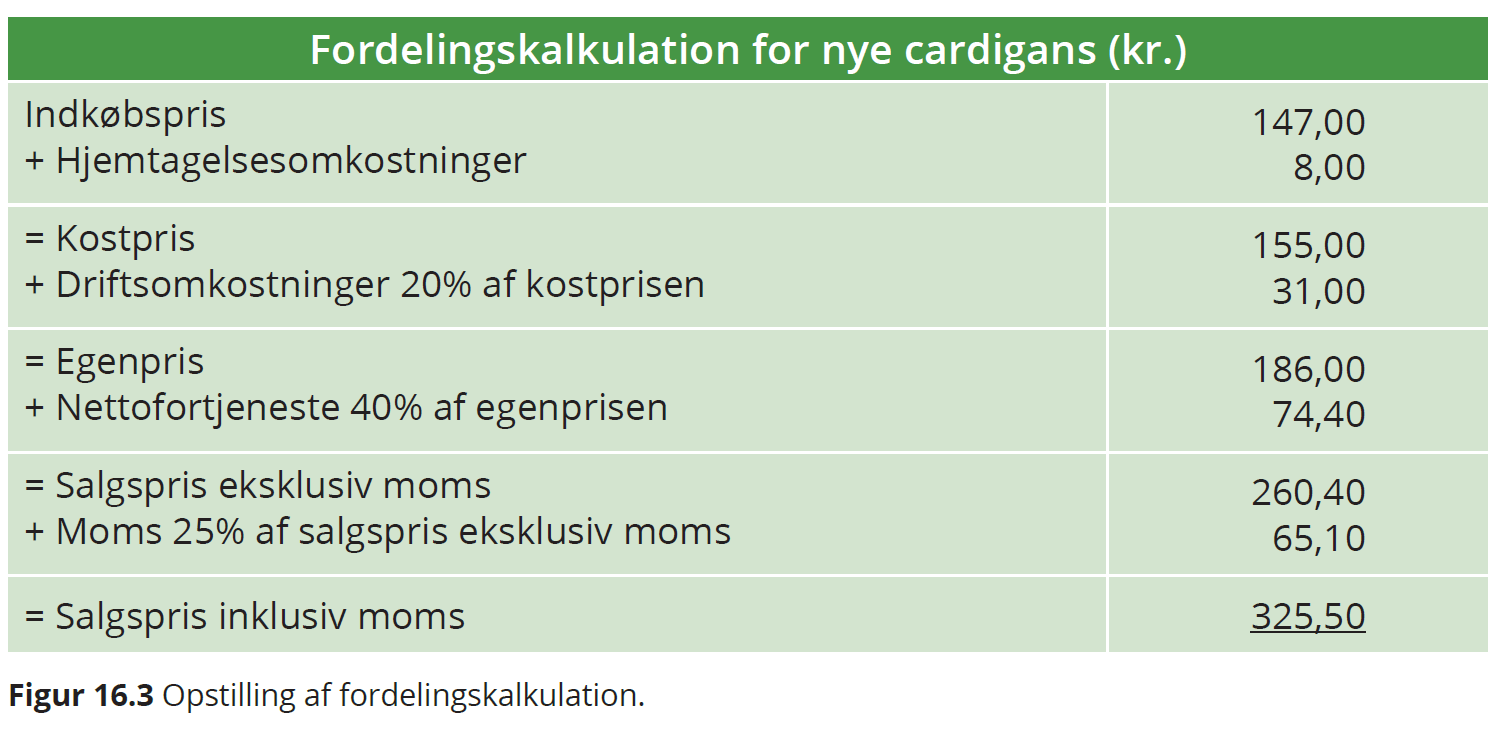 Fordelingskalkulation for nye cardigans (kr.)
Indkøbspris 147,00
+ Hjemtagelsesomkostninger 8,00
= Kostpris 155,00
+ Driftsomkostninger 20% af kostprisen 31,00
= Egenpris 186,00
+ Nettofortjeneste 40% af egenprisen 74,40
= Salgspris eksklusiv moms 260,40
+ Moms 25% af salgspris eksklusiv moms 65,10
= Salgspris inklusiv moms 325,50
Figur 16.3 Opstilling af fordelingskalkulation.